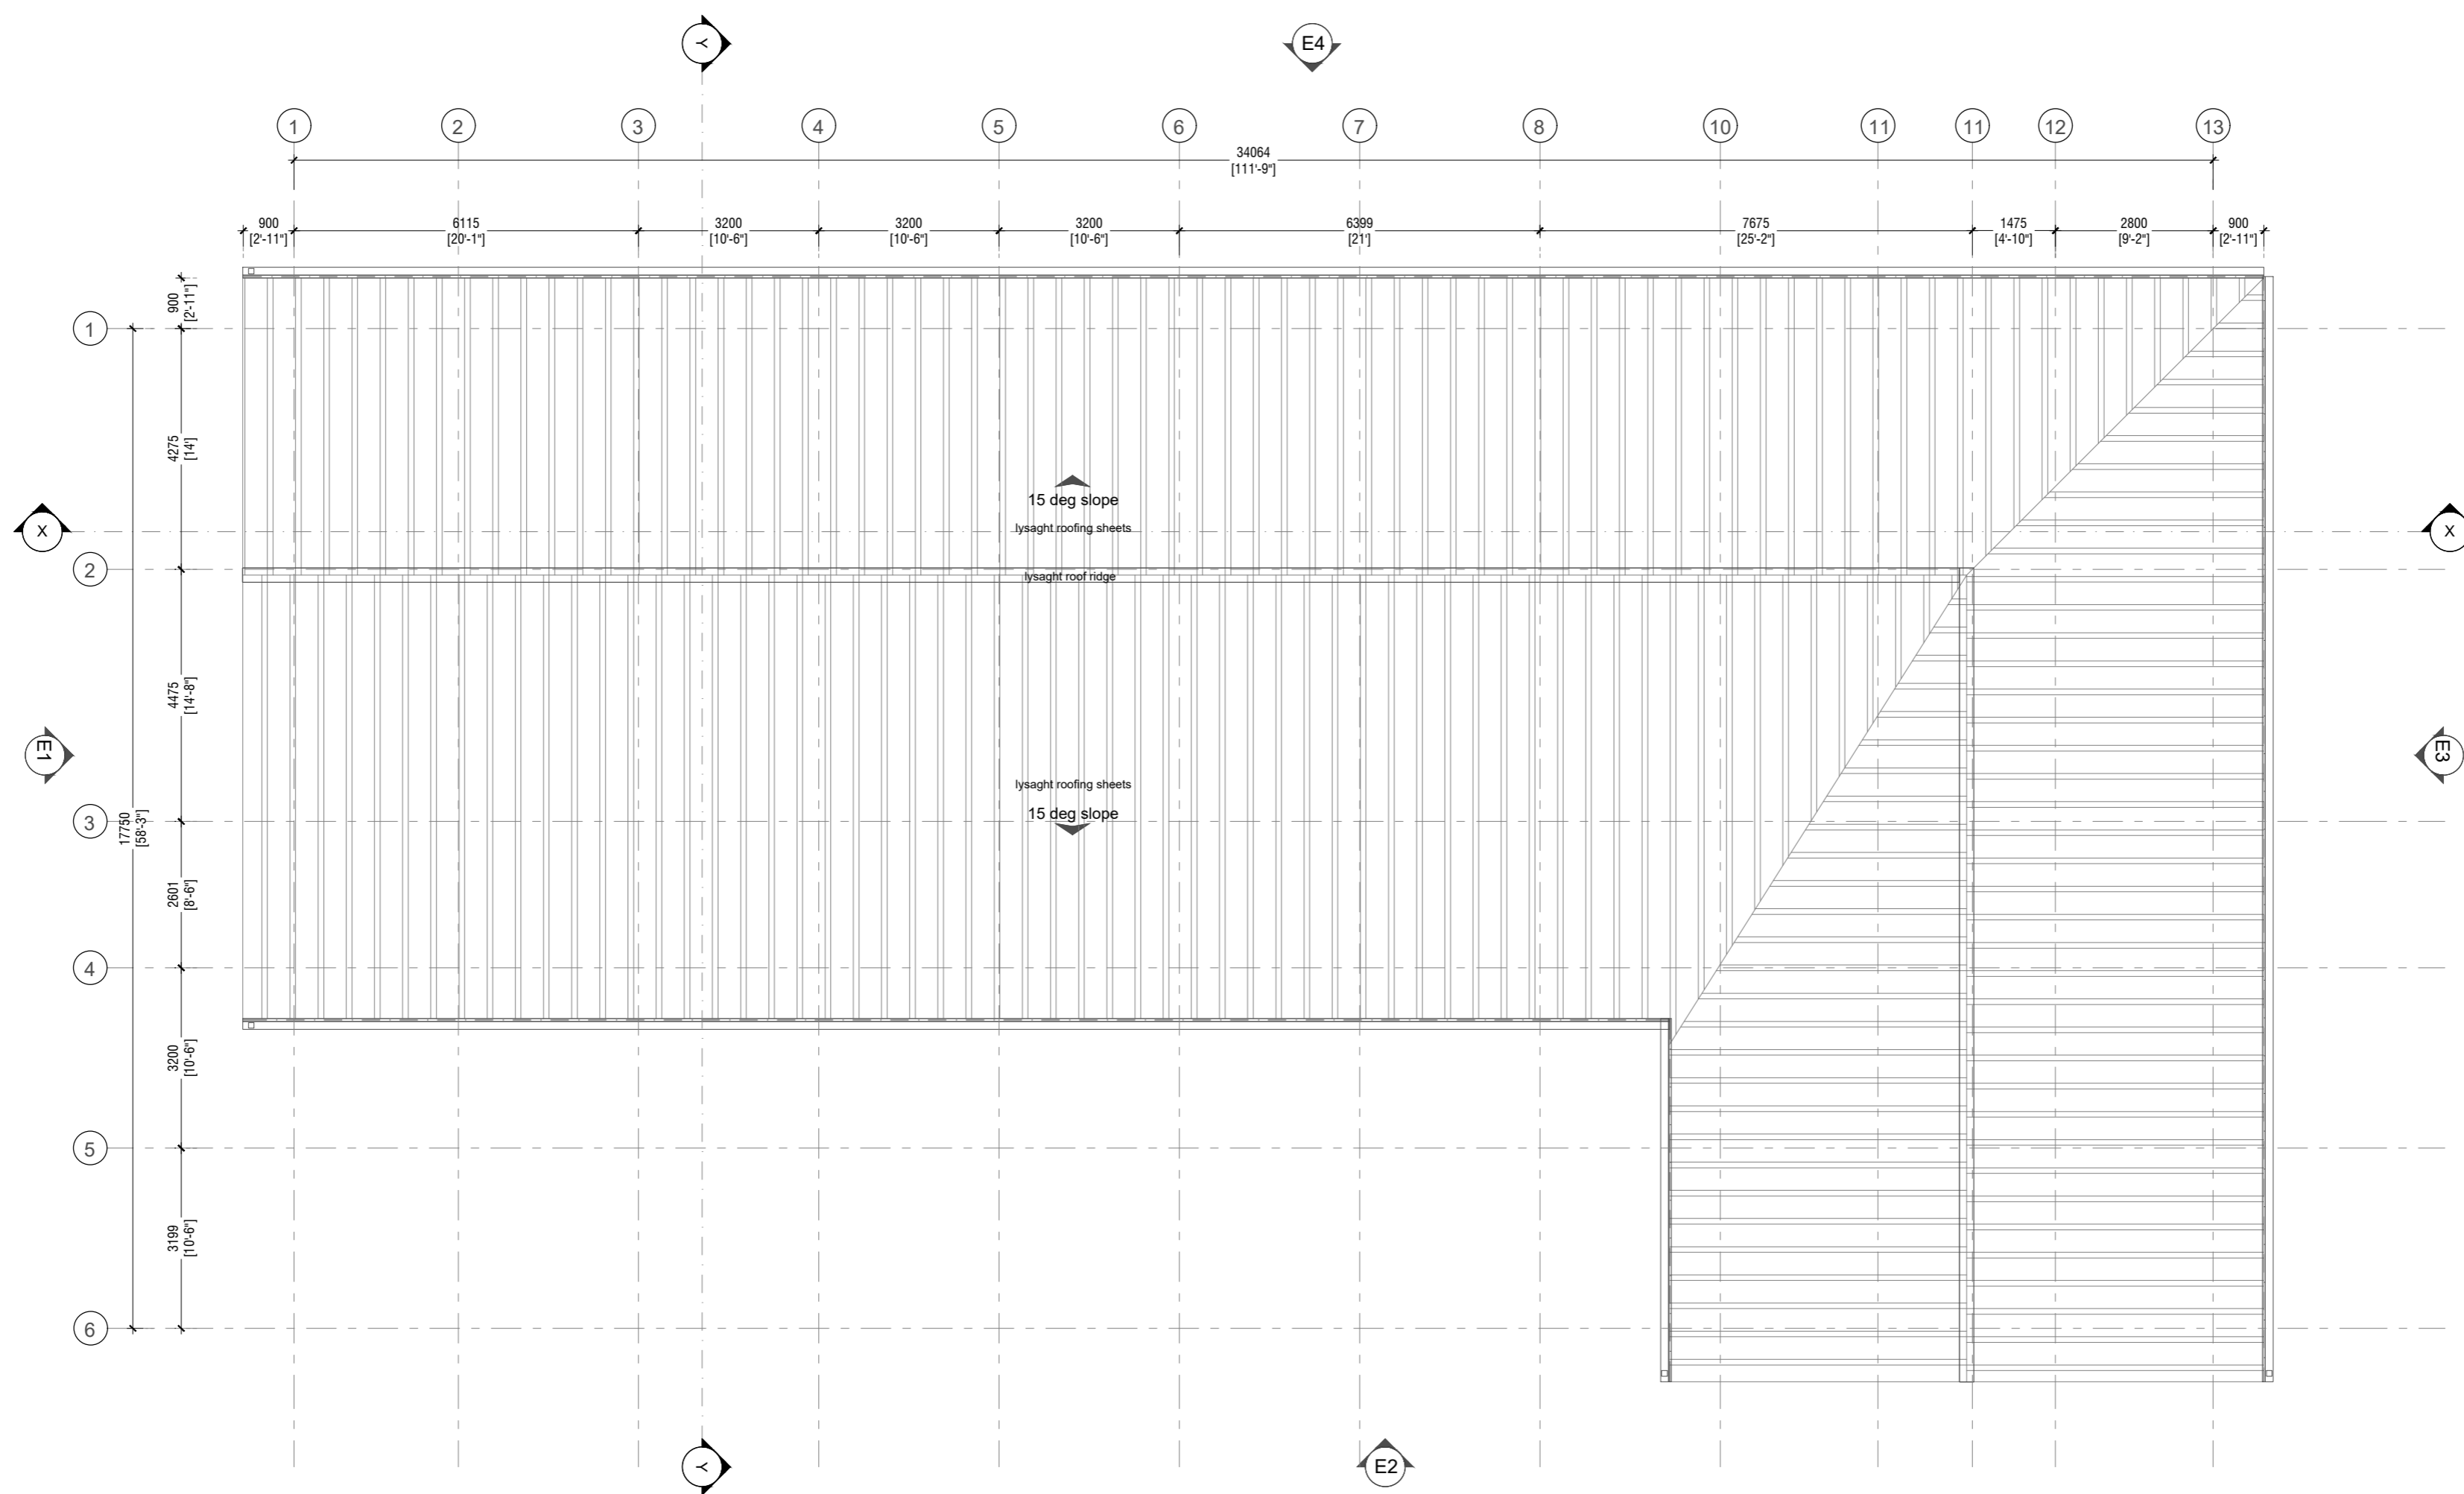 Y
E4
1 2 3 4 5 6 7 8 10 11 11 12 13
34064
[111'-9"]
900 6115 3200 3200 3200 6399 7675 1475 2800 900
[2'-11"] [20'-1"] [10'-6"] [10'-6"] [10'-6"] [21'] [25'-2"] [4'-10"] [9'-2"] [2'-11"]
900
[2'-11"]
1
4275
[14']
15 deg slope
lysaght roofing sheets
X
X
2
lysaght roof ridge
4475
[14'-8"]
E1
E3
lysaght roofing sheets
15 deg slope
3
17750
[58'-3"]
2601
[8'-6"]
4
3200
[10'-6"]
5
3199
[10'-6"]
6
Y
E2